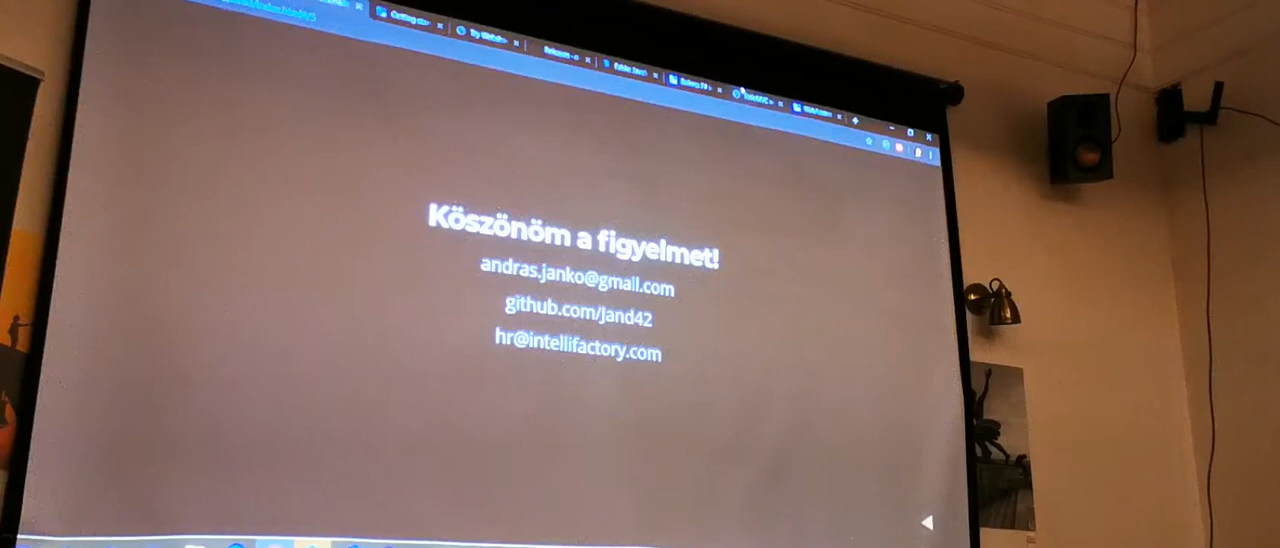 Köszönöm a figyelmet!
andras.janko@gmail.com
github.com/Jand42
hr@intellifactory.com